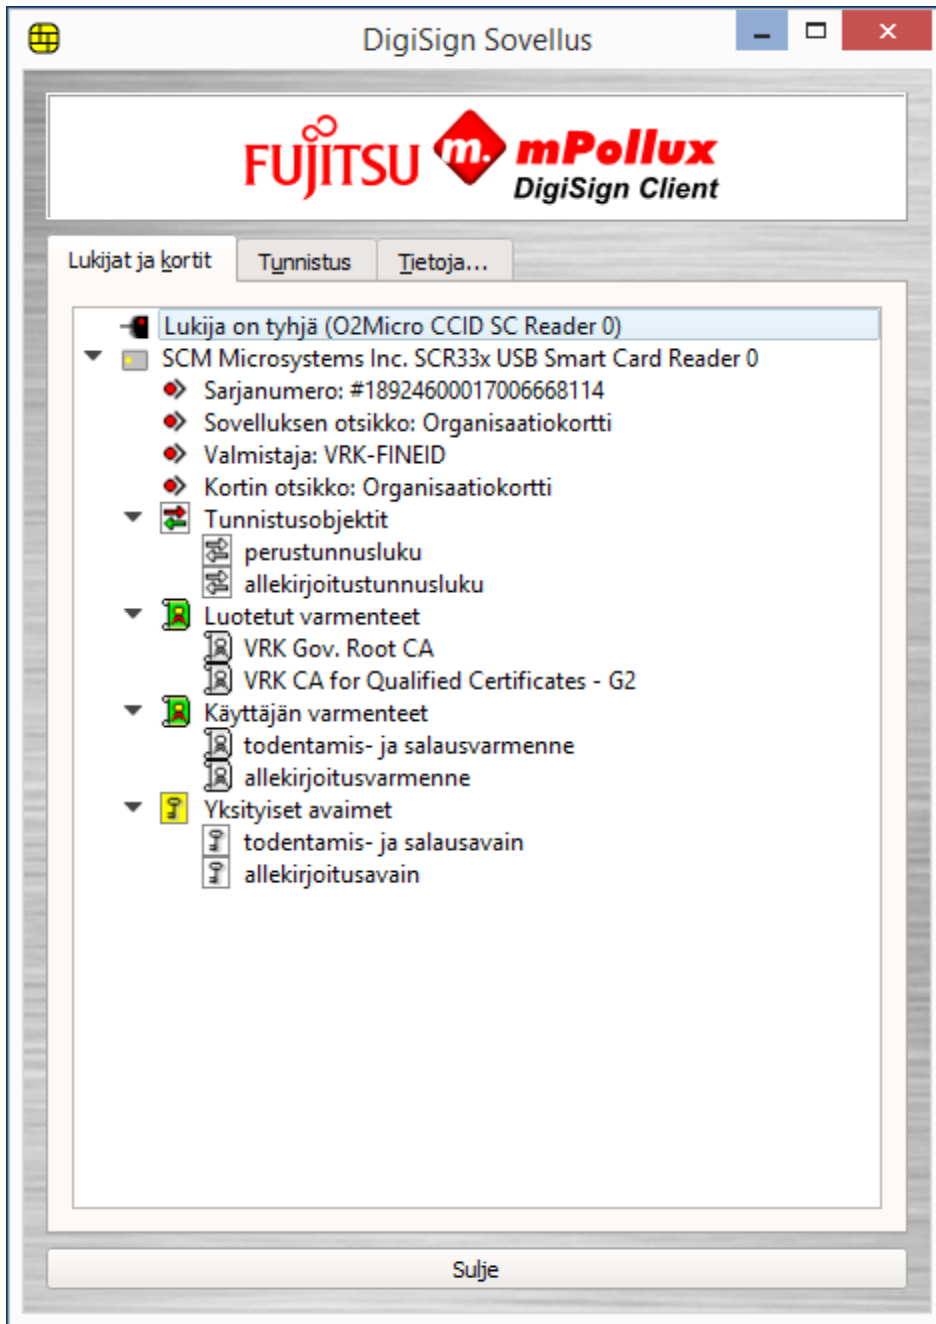 DigiSign Sovellus
FUJITSU m. mPollux
DigiSign Client
Lukijat ja kortit Tunnistus Tietoja...
Lukija on tyhjä (O2Micro CCID SC Reader 0)
SCM Microsystems Inc. SCR33x USB Smart Card Reader 0
Sarjanumero: #18924600017006668114
Sovelluksen otsikko: Organisaatiokortti
Valmistaja: VRK-FINEID
Kortin otsikko: Organisaatiokortti
Tunnistusobjektit
perustunnusluku
allekirjoitustunnusluku
Luotetut varmenteet
VRK Gov. Root CA
VRK CA for Qualified Certificates - G2
Käyttäjän varmenteet
todentamis- ja salausvarmenne
allekirjoitusvarmenne
Yksityiset avaimet
todentamis- ja salausavain
allekirjoitusavain
Sulje